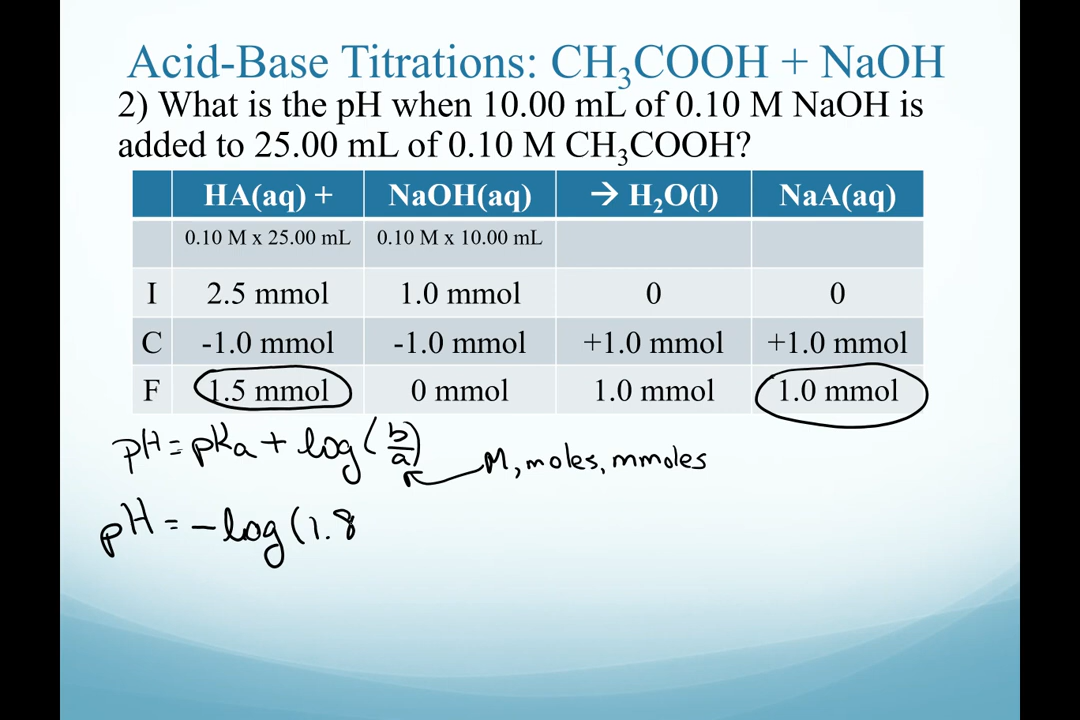 Acid-Base Titrations: CH₃COOH + NaOH
2) What is the pH when 10.00 mL of 0.10 M NaOH is
added to 25.00 mL of 0.10 M CH₃COOH?
HA(aq) + NaOH(aq) → H₂O(l) NaA(aq)
0.10 M x 25.00 mL 0.10 M x 10.00 mL
I 2.5 mmol 1.0 mmol 0 0
C -1.0 mmol -1.0 mmol +1.0 mmol +1.0 mmol
F 1.5 mmol 0 mmol 1.0 mmol 1.0 mmol
pH = pKa + log(b/a)
M, moles, mmoles
pH = -log(1.8